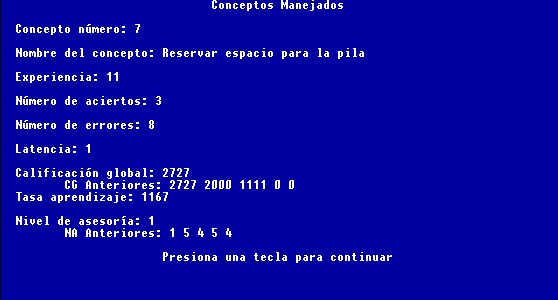 Conceptos Manejados
Concepto número: 7
Nombre del concepto: Reservar espacio para la pila
Experiencia: 11
Número de aciertos: 3
Número de errores: 8
Latencia: 1
Calificación global: 2727
CG Anteriores: 2727 2000 1111 0 0
Tasa aprendizaje: 1167
Nivel de asesoría: 1
NA Anteriores: 1 5 4 5 4
Presiona una tecla para continuar